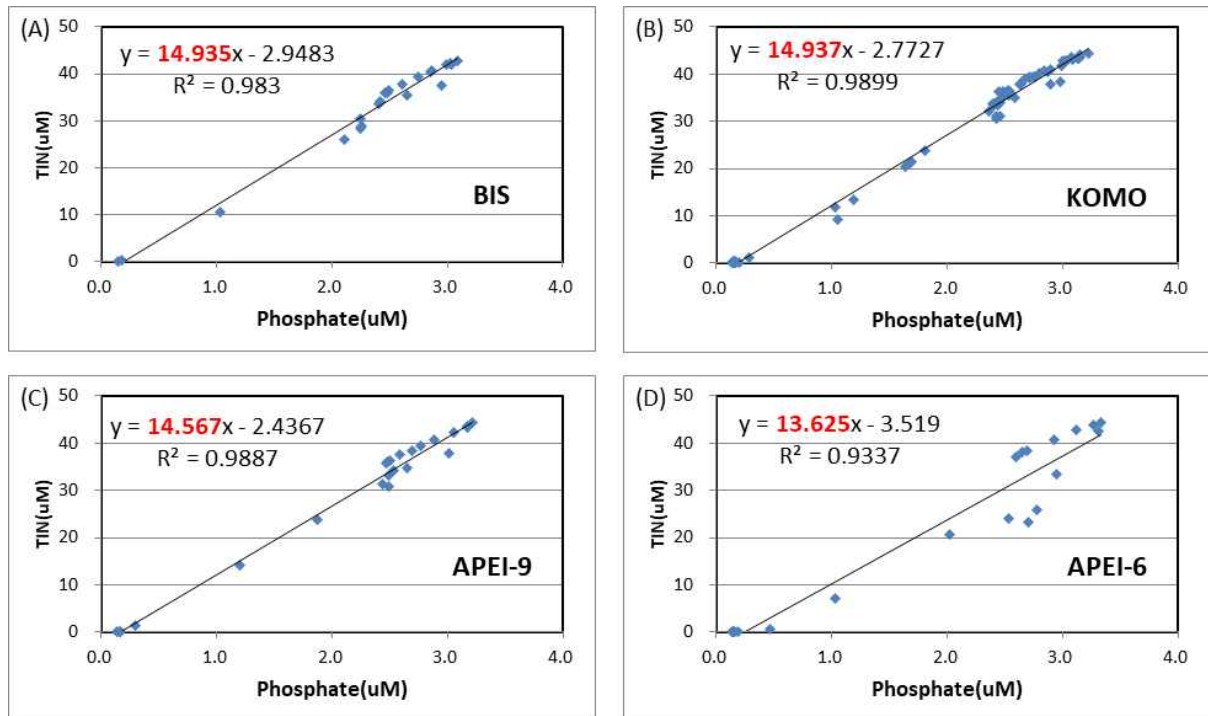 (A)
y = 14.935x - 2.9483
R² = 0.983
BIS
TIN(uM)
50
40
30
20
10
0
0.0 1.0 2.0 3.0 4.0
Phosphate(uM)
(B)
y = 14.937x - 2.7727
R² = 0.9899
KOMO
TIN(uM)
50
40
30
20
10
0
0.0 1.0 2.0 3.0 4.0
Phosphate(uM)
(C)
y = 14.567x - 2.4367
R² = 0.9887
APEI-9
TIN(uM)
50
40
30
20
10
0
0.0 1.0 2.0 3.0 4.0
Phosphate(uM)
(D)
y = 13.625x - 3.519
R² = 0.9337
APEI-6
TIN(uM)
50
40
30
20
10
0
0.0 1.0 2.0 3.0 4.0
Phosphate(uM)